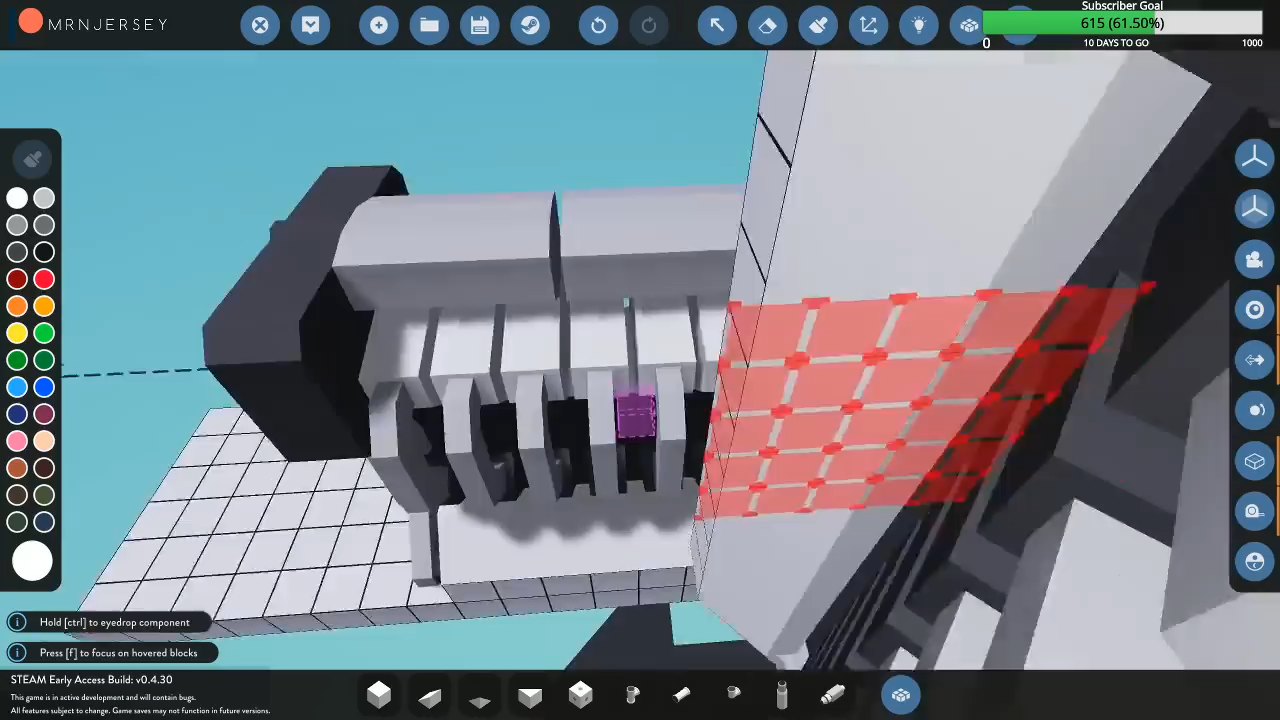 MRNJERSEY
Subscriber Goal
615 (61.50%)
0
10 DAYS TO GO
1000
Hold [ctrl] to eyedrop component
Press [f] to focus on hovered blocks
STEAM Early Access Build: v0.4.30
This game is in active development and will contain bugs.
All features subject to change. Game saves may not function in future versions.